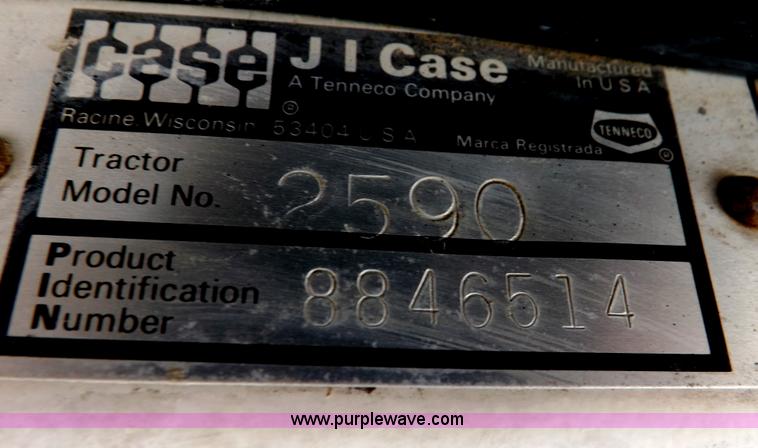 case J I Case Manufactured
A Tenneco Company In U S A
®
Racine, Wisconsin 53404 U S A Marca Registrada TENNECO ®
Tractor
Model No. 2590
Product
Identification
Number 8846514
www.purplewave.com